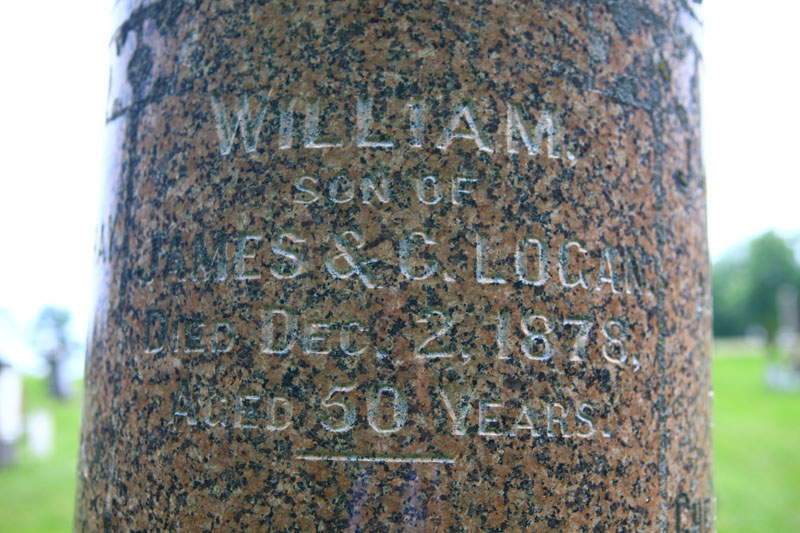 WILLIAM.
SON OF
JAMES & C. LOGAN.
DIED DEC. 2, 1878,
AGED 50 YEARS.